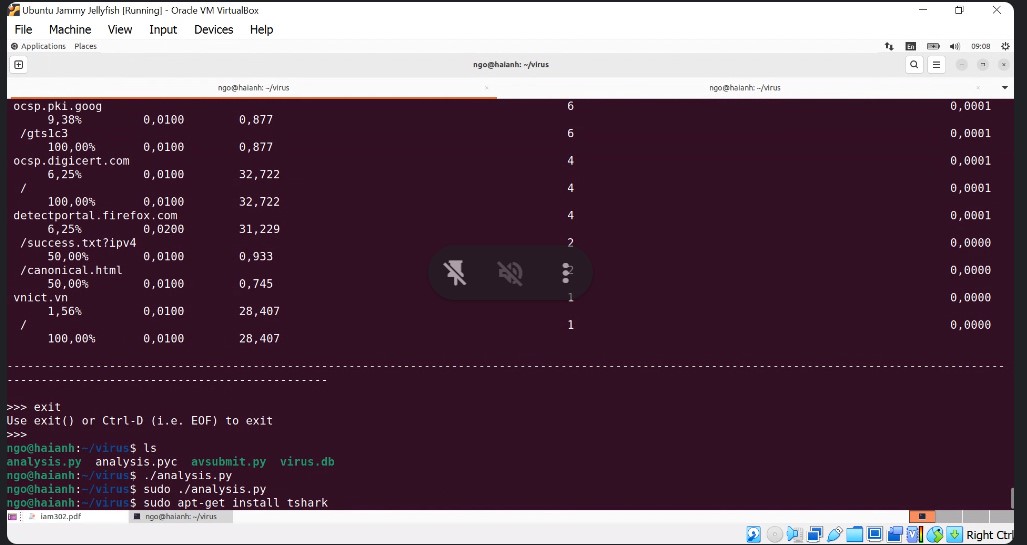 Ubuntu Jammy Jellyfish [Running] - Oracle VM VirtualBox
File Machine View Input Devices Help
Applications Places En 09:08
ngo@haianh: ~/virus
ngo@haianh: ~/virus ngo@haianh: ~/virus
ocsp.pki.goog 6 0,0001
9,38% 0,0100 0,877
/gts1c3 6 0,0001
100,00% 0,0100 0,877
ocsp.digicert.com 4 0,0001
6,25% 0,0100 32,722
/ 4 0,0001
100,00% 0,0100 32,722
detectportal.firefox.com 4 0,0001
6,25% 0,0200 31,229
/success.txt?ipv4 2 0,0000
50,00% 0,0100 0,933
/canonical.html 2 0,0000
50,00% 0,0100 0,745
vnict.vn 1 0,0000
1,56% 0,0100 28,407
/ 1 0,0000
100,00% 0,0100 28,407
--------------------------------------------------------------------------------------------------------------------------------------------------
-----------------------------------------------
>>> exit
Use exit() or Ctrl-D (i.e. EOF) to exit
>>>
ngo@haianh:~/virus$ ls
analysis.py analysis.pyc avsubmit.py virus.db
ngo@haianh:~/virus$ ./analysis.py
ngo@haianh:~/virus$ sudo ./analysis.py
ngo@haianh:~/virus$ sudo apt-get install tshark
iam302.pdf ngo@haianh: ~/virus
Right Ctrl